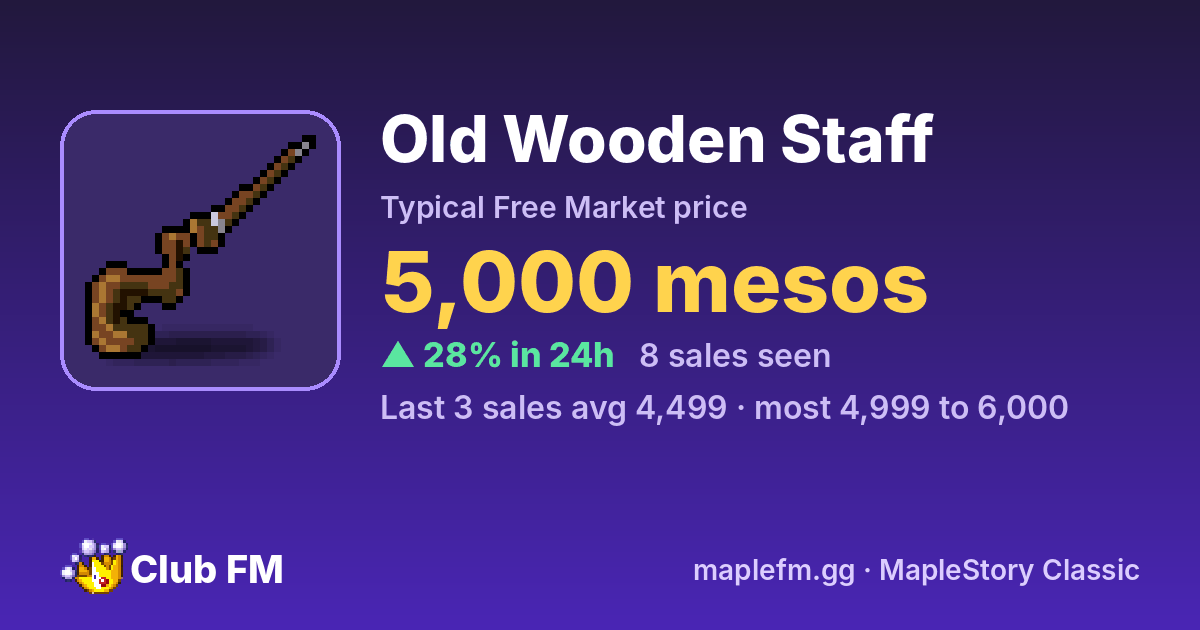 Old Wooden Staff
Typical Free Market price
5,000 mesos
▲ 28% in 24h 8 sales seen
Last 3 sales avg 4,499 · most 4,999 to 6,000
Club FM
maplefm.gg · MapleStory Classic